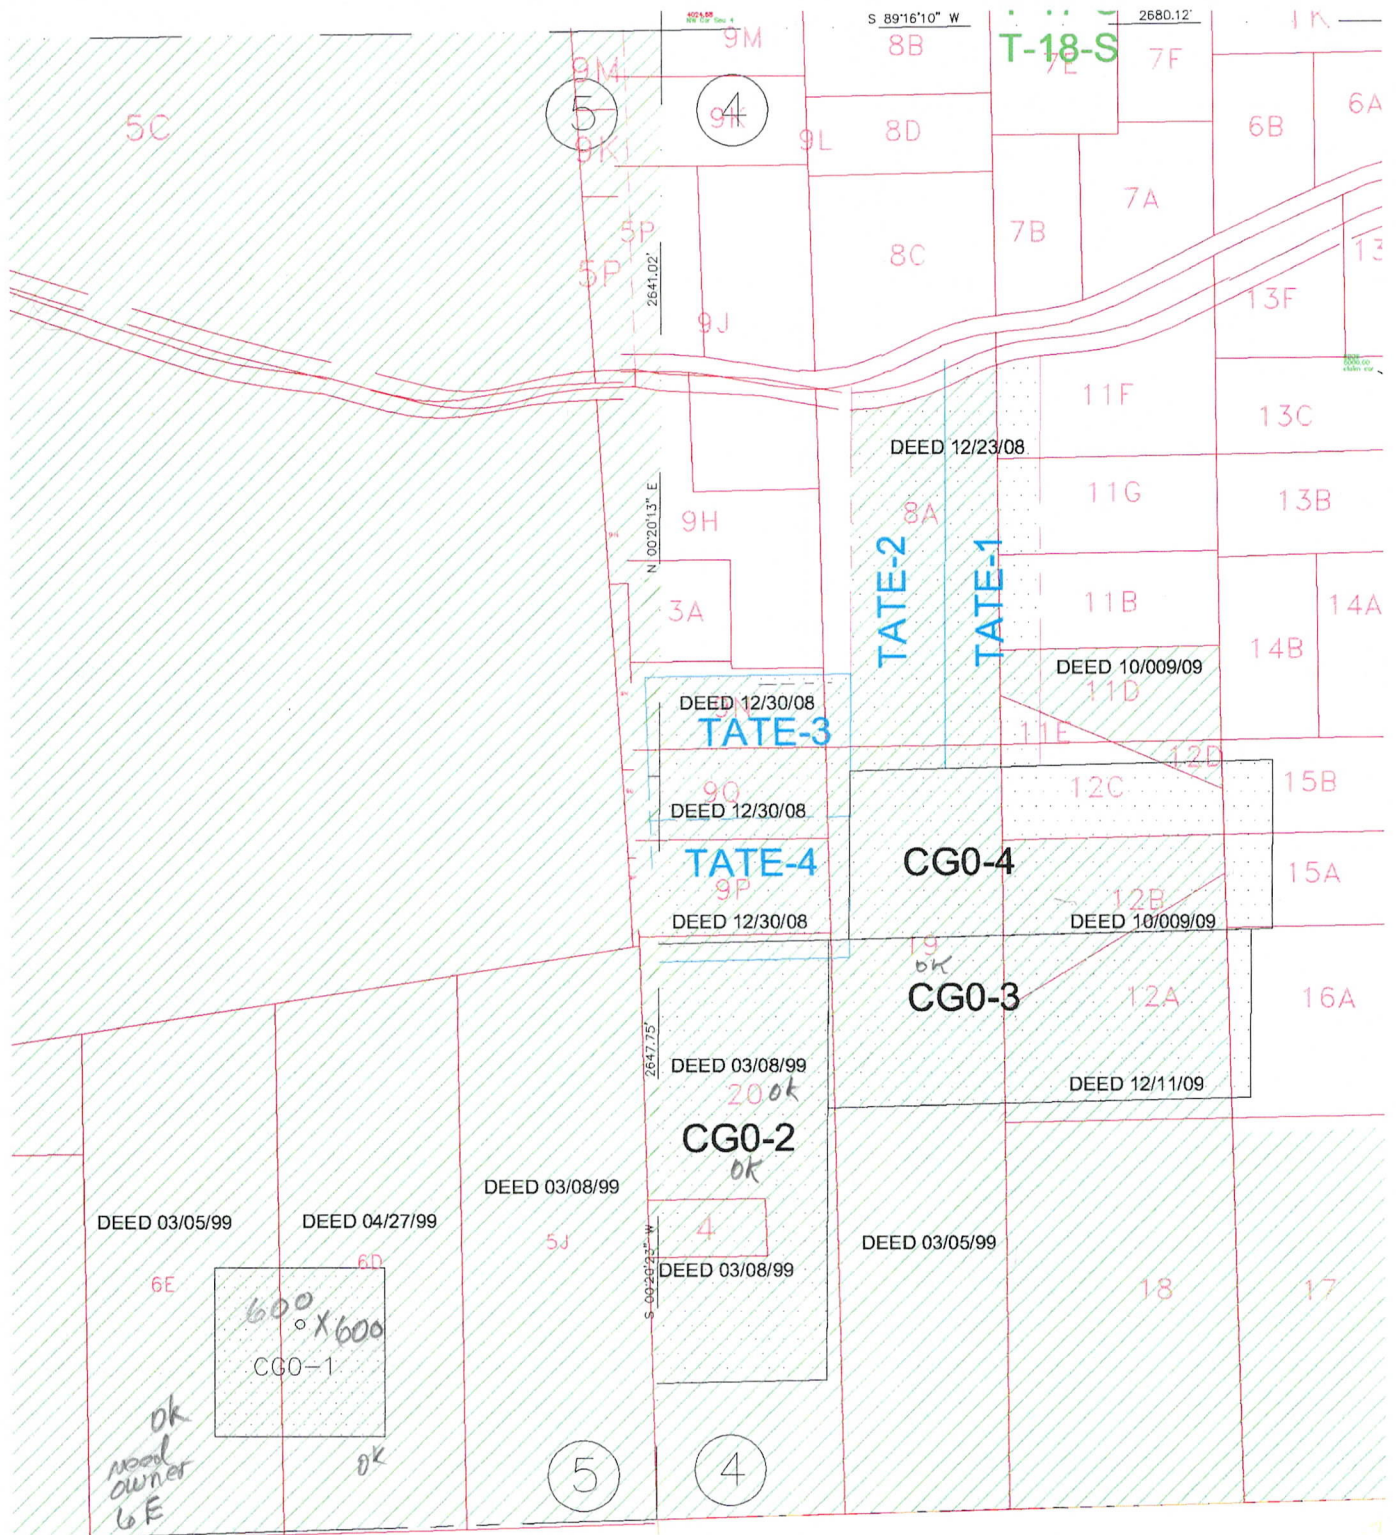 S 89°16'10" W
2680.12'
T-18-S
9M
8B
7E
7F
1K
9M
5
4
9K
9K
5C
9L
8D
6B
6A
5P
5P
2641.02'
9J
8C
7B
7A
13F
13
11F
13C
DEED 12/23/08
N 00°20'13" E
9H
8A
11G
13B
TATE-2
TATE-1
3A
11B
14B
14A
DEED 10/009/09
11D
DEED 12/30/08
9N
TATE-3
11E
12D
9O
DEED 12/30/08
12C
15B
TATE-4
9P
CG0-4
12B
15A
DEED 12/30/08
DEED 10/009/09
19
OK
CG0-3
12A
16A
2647.75'
DEED 03/08/99
20 OK
DEED 12/11/09
CG0-2
OK
DEED 03/08/99
DEED 03/05/99
DEED 04/27/99
5J
4
S 00°20'23" W
DEED 03/08/99
DEED 03/05/99
6E
6D
18
17
600
X 600
CG0-1
OK
need
owner
6E
OK
5
4